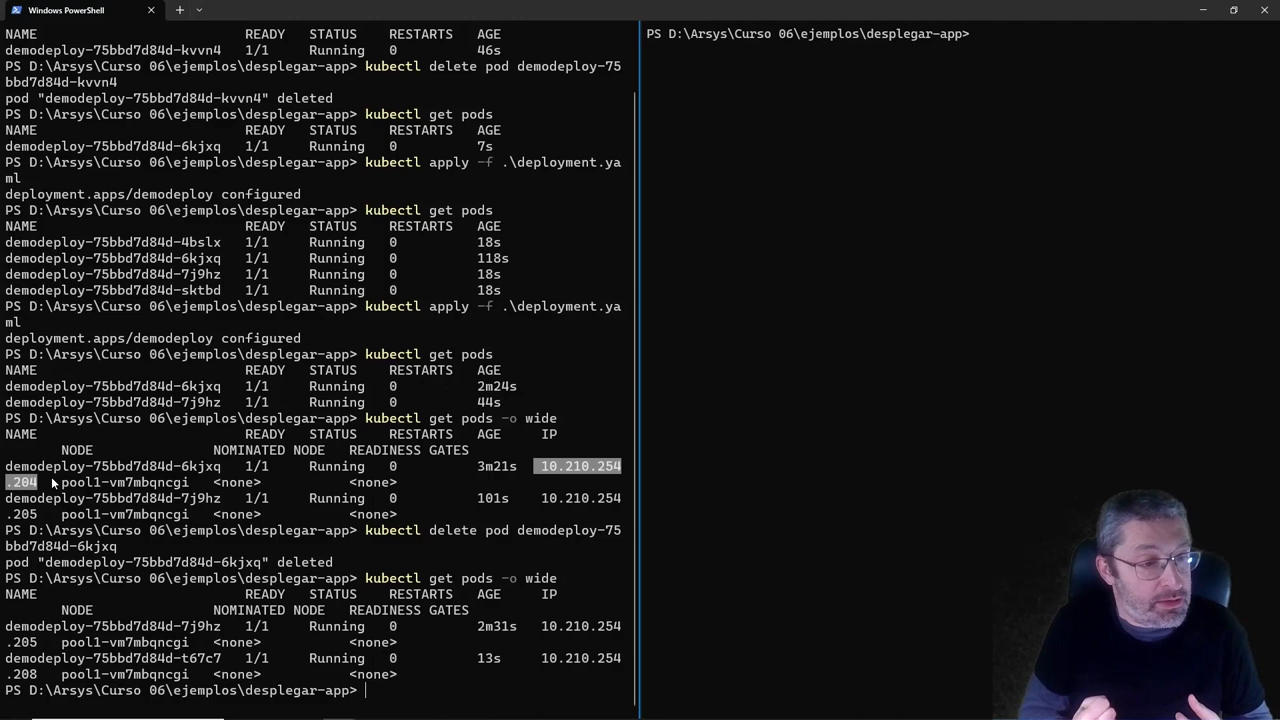 Windows PowerShell
NAME READY STATUS RESTARTS AGE
demodeploy-75bbd7d84d-kvvn4 1/1 Running 0 46s
PS D:\Arsys\Curso 06\ejemplos\desplegar-app> kubectl delete pod demodeploy-75
bbd7d84d-kvvn4
pod "demodeploy-75bbd7d84d-kvvn4" deleted
PS D:\Arsys\Curso 06\ejemplos\desplegar-app> kubectl get pods
NAME READY STATUS RESTARTS AGE
demodeploy-75bbd7d84d-6kjxq 1/1 Running 0 7s
PS D:\Arsys\Curso 06\ejemplos\desplegar-app> kubectl apply -f .\deployment.ya
ml
deployment.apps/demodeploy configured
PS D:\Arsys\Curso 06\ejemplos\desplegar-app> kubectl get pods
NAME READY STATUS RESTARTS AGE
demodeploy-75bbd7d84d-4bslx 1/1 Running 0 18s
demodeploy-75bbd7d84d-6kjxq 1/1 Running 0 118s
demodeploy-75bbd7d84d-7j9hz 1/1 Running 0 18s
demodeploy-75bbd7d84d-sktbd 1/1 Running 0 18s
PS D:\Arsys\Curso 06\ejemplos\desplegar-app> kubectl apply -f .\deployment.ya
ml
deployment.apps/demodeploy configured
PS D:\Arsys\Curso 06\ejemplos\desplegar-app> kubectl get pods
NAME READY STATUS RESTARTS AGE
demodeploy-75bbd7d84d-6kjxq 1/1 Running 0 2m24s
demodeploy-75bbd7d84d-7j9hz 1/1 Running 0 44s
PS D:\Arsys\Curso 06\ejemplos\desplegar-app> kubectl get pods -o wide
NAME READY STATUS RESTARTS AGE IP
NODE NOMINATED NODE READINESS GATES
demodeploy-75bbd7d84d-6kjxq 1/1 Running 0 3m21s 10.210.254
.204 pool1-vm7mbqncgi <none> <none>
demodeploy-75bbd7d84d-7j9hz 1/1 Running 0 101s 10.210.254
.205 pool1-vm7mbqncgi <none> <none>
PS D:\Arsys\Curso 06\ejemplos\desplegar-app> kubectl delete pod demodeploy-75
bbd7d84d-6kjxq
pod "demodeploy-75bbd7d84d-6kjxq" deleted
PS D:\Arsys\Curso 06\ejemplos\desplegar-app> kubectl get pods -o wide
NAME READY STATUS RESTARTS AGE IP
NODE NOMINATED NODE READINESS GATES
demodeploy-75bbd7d84d-7j9hz 1/1 Running 0 2m31s 10.210.254
.205 pool1-vm7mbqncgi <none> <none>
demodeploy-75bbd7d84d-t67c7 1/1 Running 0 13s 10.210.254
.208 pool1-vm7mbqncgi <none> <none>
PS D:\Arsys\Curso 06\ejemplos\desplegar-app>
PS D:\Arsys\Curso 06\ejemplos\desplegar-app>